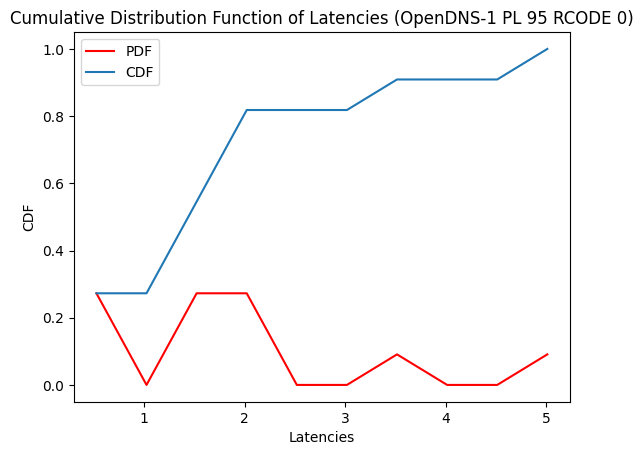 Cumulative Distribution Function of Latencies (OpenDNS-1 PL 95 RCODE 0)
PDF
CDF
1.0
0.8
0.6
0.4
0.2
0.0
CDF
1
2
3
4
5
Latencies